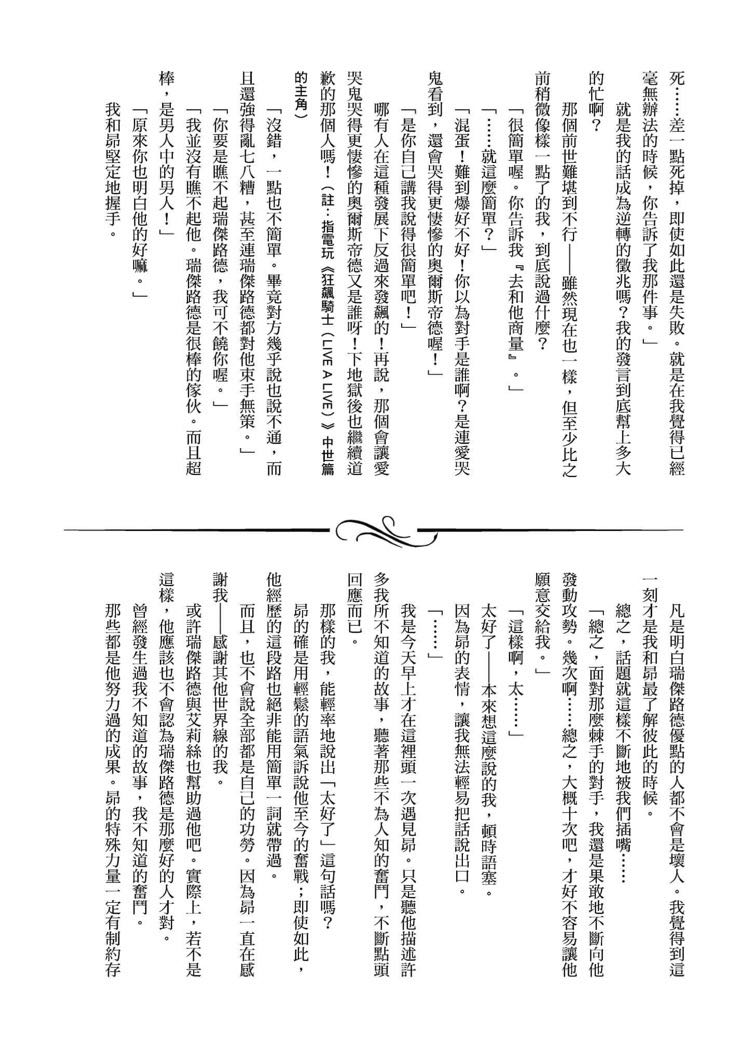 死……差一點死掉，即使如此還是失敗。就是在我覺得已經
毫無辦法的時候，你告訴了我那件事。」
就是我的話成為逆轉的徵兆嗎？我的發言到底幫上多大
的忙啊？
那個前世難堪到不行——雖然現在也一樣，但至少比之
前稍微像樣一點了的我，到底說過什麼？
「很簡單喔。你告訴我『去和他商量』。」
「……就這麼簡單？」
「混蛋！難到爆好不好！你以為對手是誰啊？是連愛哭
鬼看到，還會哭得更悽慘的奧爾斯帝德喔！」
「是你自己講我說得很簡單吧！」
哪有人在這種發展下反過來發飆的！再說，那個會讓愛
哭鬼哭得更悽慘的奧爾斯帝德又是誰呀！下地獄後也繼續道
歉的那個人嗎！（註：指電玩《狂飆騎士（LIVE A LIVE）》中世篇
的主角）
「沒錯，一點也不簡單。畢竟對方幾乎說也說不通，而
且還強得亂七八糟，甚至連瑞傑路德都對他束手無策。」
「你要是瞧不起瑞傑路德，我可不饒你喔。」
「我並沒有瞧不起他。瑞傑路德是很棒的傢伙。而且超
棒，是男人中的男人！」
「原來你也明白他的好嘛。」
我和昴堅定地握手。
凡是明白瑞傑路德優點的人都不會是壞人。我覺得到這
一刻才是我和昴最了解彼此的時候。
總之，話題就這樣不斷地被我們插嘴……
「總之，面對那麼棘手的對手，我還是果敢地不斷向他
發動攻勢。幾次啊……總之，大概十次吧，才好不容易讓他
願意交給我。」
「這樣啊，太……」
太好了——本來想這麼說的我，頓時語塞。
因為昴的表情，讓我無法輕易把話說出口。
「……」
我是今天早上才在這裡頭一次遇見昴。只是聽他描述許
多我所不知道的故事，聽著那些不為人知的奮鬥，不斷點頭
回應而已。
那樣的我，能輕率地說出「太好了」這句話嗎？
昴的確是用輕鬆的語氣訴說他至今的奮戰；即使如此，
他經歷的這段路也絕非能用簡單一詞就帶過。
而且，也不會說全部都是自己的功勞。因為昴一直在感
謝我——感謝其他世界線的我。
或許瑞傑路德與艾莉絲也幫助過他吧。實際上，若不是
這樣，他應該也不會認為瑞傑路德是那麼好的人才對。
曾經發生過我不知道的故事，我不知道的奮鬥。
那些都是他努力過的成果。昴的特殊力量一定有制約存